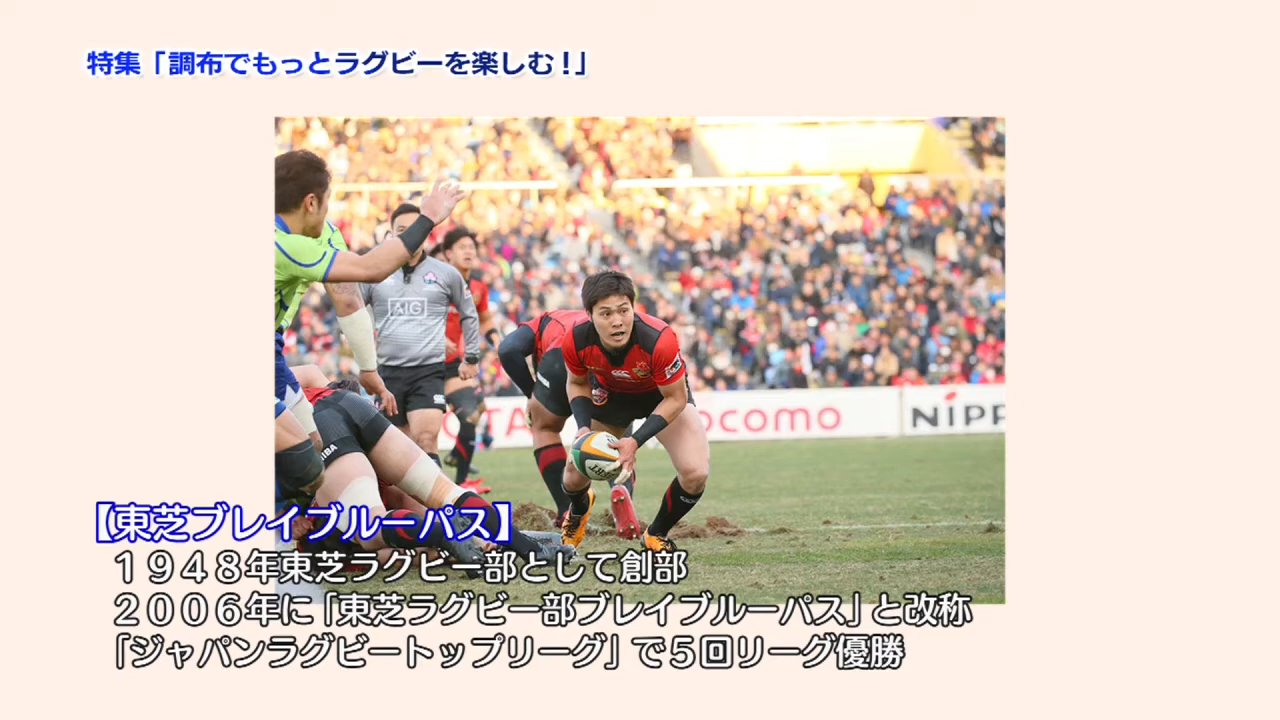 特集「調布でもっとラグビーを楽しむ！」
AIG
ocomo
NIPP
【東芝ブレイブルーパス】
１９４８年東芝ラグビー部として創部
２００６年に「東芝ラグビー部ブレイブルーパス」と改称
「ジャパンラグビートップリーグ」で５回リーグ優勝